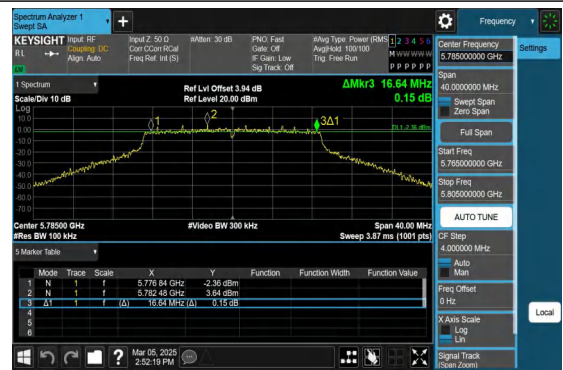 Spectrum Analyzer 1
Swept SA
Frequency
KEYSIGHT
Input: RF
Input Z: 50 Ω
#Atten: 30 dB
PNO: Fast
#Avg Type: Power (RMS)
1 2 3 4 5 6
RL
Coupling: DC
Corr CCorr RCal
Gate: Off
Avg|Hold: 100/100
M W W W W W
Align: Auto
Freq Ref: Int (S)
IF Gain: Low
Trig: Free Run
Sig Track: Off
P P P P P P
LXI
1 Spectrum
Ref Lvl Offset 3.94 dB
ΔMkr3 16.64 MHz
Scale/Div 10 dB
Ref Level 20.00 dBm
0.15 dB
Log
10.0
0.00
-10.0
-20.0
-30.0
-40.0
-50.0
-60.0
-70.0
1
2
3Δ1
DL1 -2.36 dBm
Center 5.78500 GHz
#Video BW 300 kHz
Span 40.00 MHz
#Res BW 100 kHz
Sweep 3.87 ms (1001 pts)
5 Marker Table
Mode Trace Scale X Y Function Function Width Function Value
1 N 1 f 5.776 84 GHz -2.36 dBm
2 N 1 f 5.782 48 GHz 3.64 dBm
3 Δ1 1 f (Δ) 16.64 MHz (Δ) 0.15 dB
4
5
6
Mar 05, 2025
2:52:19 PM
Center Frequency
5.785000000 GHz
Settings
Span
40.0000000 MHz
Swept Span
Zero Span
Full Span
Start Freq
5.765000000 GHz
Stop Freq
5.805000000 GHz
AUTO TUNE
CF Step
4.000000 MHz
Auto
Man
Freq Offset
0 Hz
X Axis Scale
Log
Lin
Local
Signal Track
(Span Zoom)